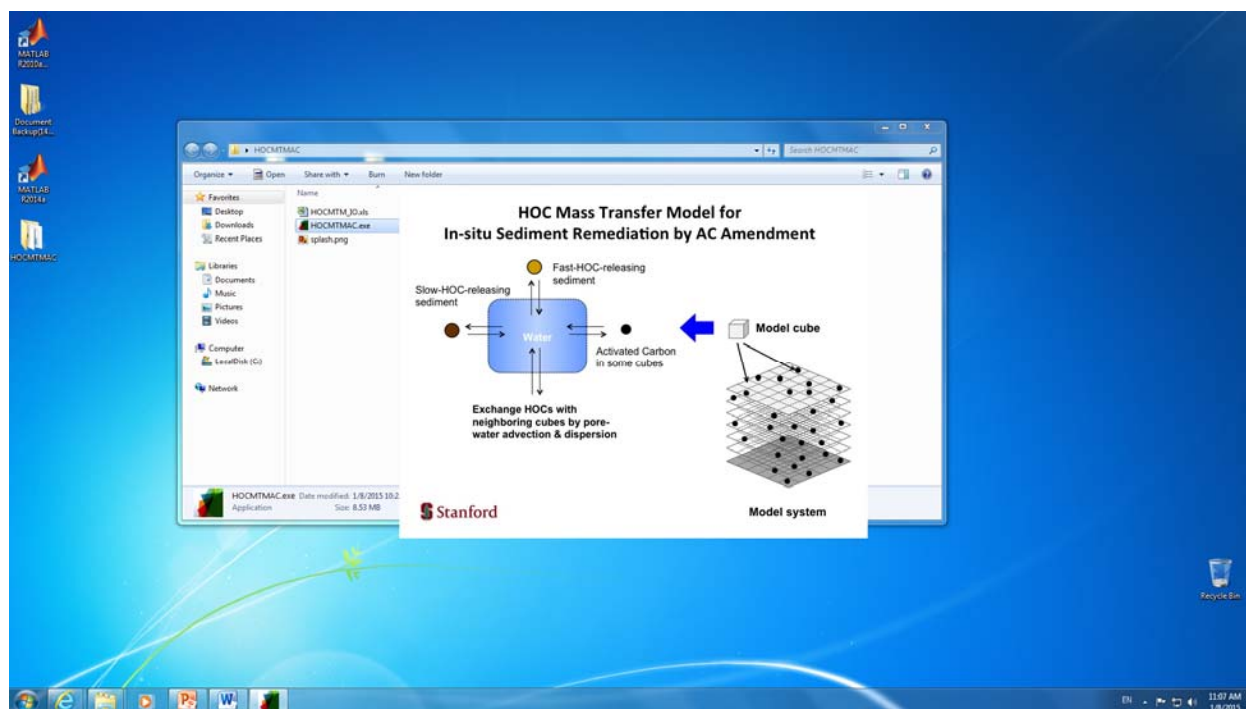 MATLAB
R2010a...
Document
Backup(14...
MATLAB
R2014a
HOCMTMAC
HOCMTMAC
Search HOCMTMAC
Organize
Open
Share with
Burn
New folder
Favorites
Desktop
Downloads
Recent Places
Libraries
Documents
Music
Pictures
Videos
Computer
LocalDisk (C:)
Network
Name
HOCMTM_IO.xls
HOCMTMAC.exe
splash.png
HOC Mass Transfer Model for
In-situ Sediment Remediation by AC Amendment
Fast-HOC-releasing
sediment
Slow-HOC-releasing
sediment
Water
Activated Carbon
in some cubes
Model cube
Exchange HOCs with
neighboring cubes by pore-
water advection & dispersion
Stanford
Model system
HOCMTMAC.exe Date modified: 1/8/2015 10:2
Application Size: 8.53 MB
Recycle Bin
EN
11:07 AM
1/8/2015